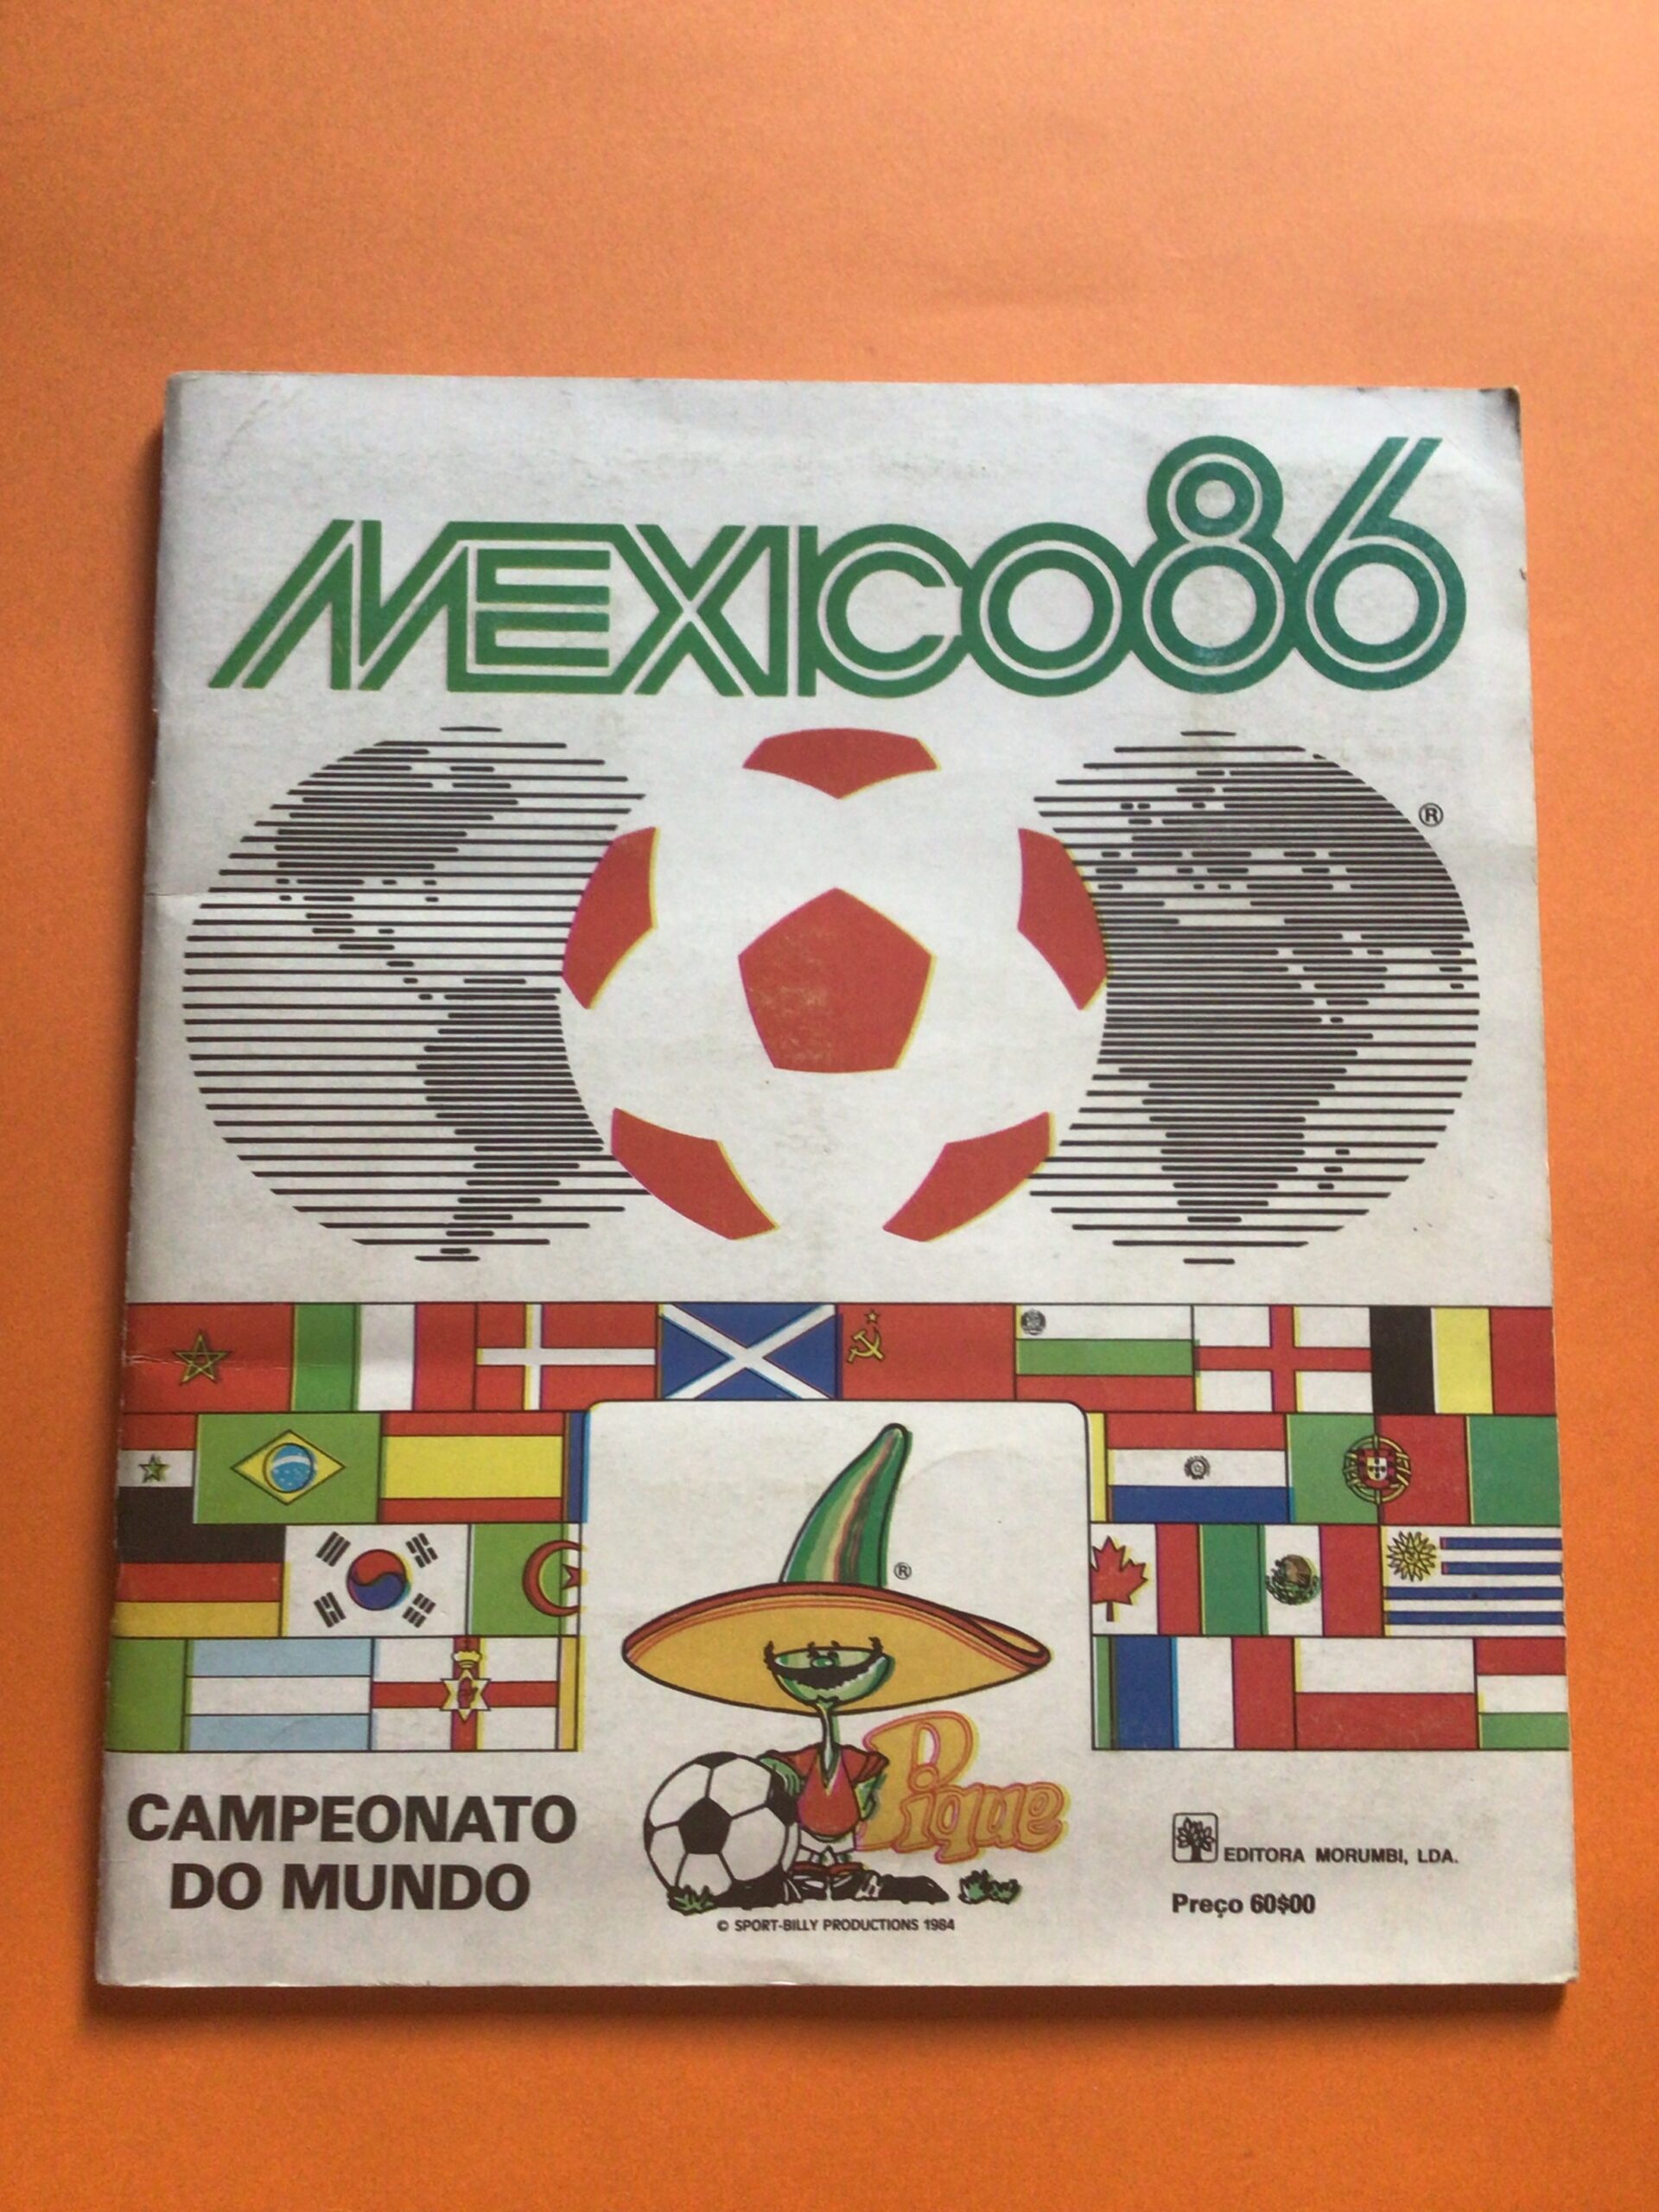 MEXICO86
®
®
Pique
CAMPEONATO
DO MUNDO
EDITORA MORUMBI, LDA.
Preço 60$00
© SPORT-BILLY PRODUCTIONS 1984